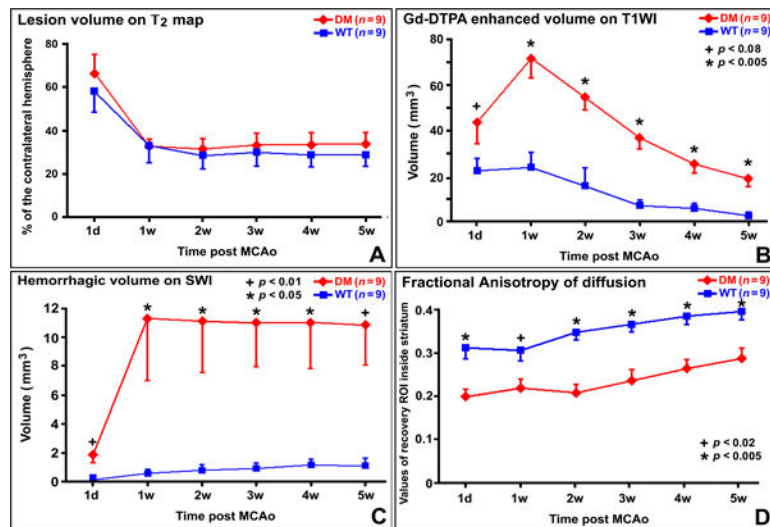 Lesion volume on T₂ map
DM (n=9)
WT (n=9)
% of the contralateral hemisphere
80
60
40
20
0
1d 1w 2w 3w 4w 5w
Time post MCAo
A
Gd-DTPA enhanced volume on T1WI
DM (n=9)
WT (n=9)
+ p < 0.08
* p < 0.005
Volume (mm³)
80
60
40
20
0
+ * * * * *
1d 1w 2w 3w 4w 5w
Time post MCAo
B
Hemorrhagic volume on SWI
+ p < 0.01
* p < 0.05
DM (n=9)
WT (n=9)
Volume (mm³)
12
10
8
6
4
2
0
+ * * * * +
1d 1w 2w 3w 4w 5w
Time post MCAo
C
Fractional Anisotropy of diffusion
DM (n=9)
WT (n=9)
Values of recovery ROI inside striatum
0.4
0.3
0.2
0
* + * * * *
+ p < 0.02
* p < 0.005
1d 1w 2w 3w 4w 5w
Time post MCAo
D